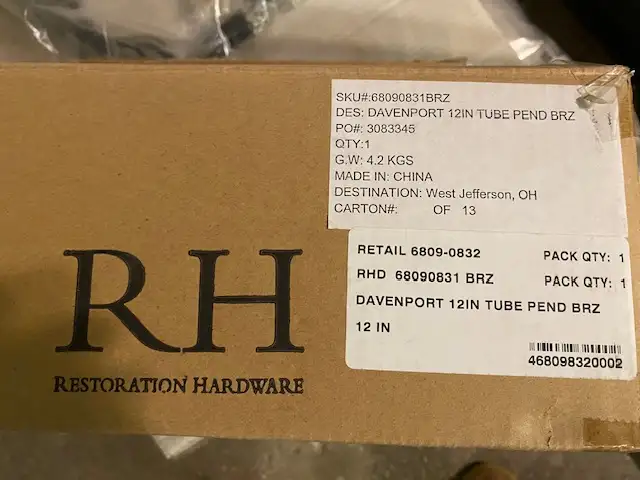 SKU#:68090831BRZ
DES: DAVENPORT 12IN TUBE PEND BRZ
PO#: 3083345
QTY:1
G.W: 4.2 KGS
MADE IN: CHINA
DESTINATION: West Jefferson, OH
CARTON#: OF 13
RETAIL 6809-0832 PACK QTY: 1
RHD 68090831 BRZ PACK QTY: 1
DAVENPORT 12IN TUBE PEND BRZ
12 IN
468098320002
RH
RESTORATION HARDWARE